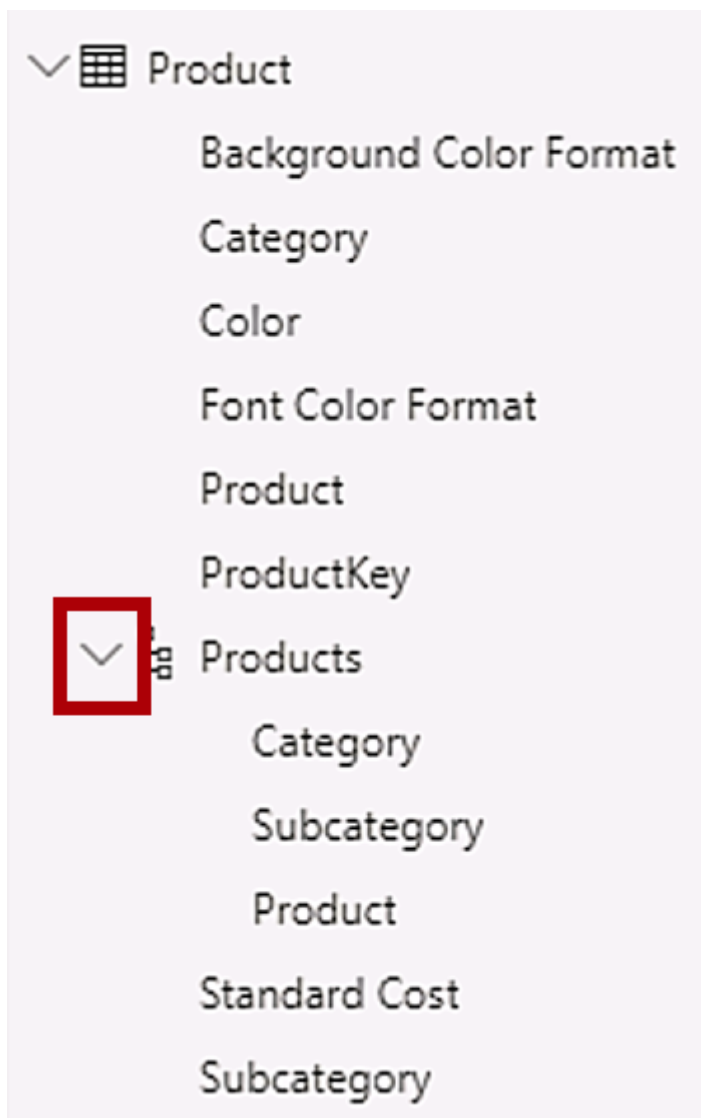 Product
Background Color Format
Category
Color
Font Color Format
Product
ProductKey
Products
Category
Subcategory
Product
Standard Cost
Subcategory